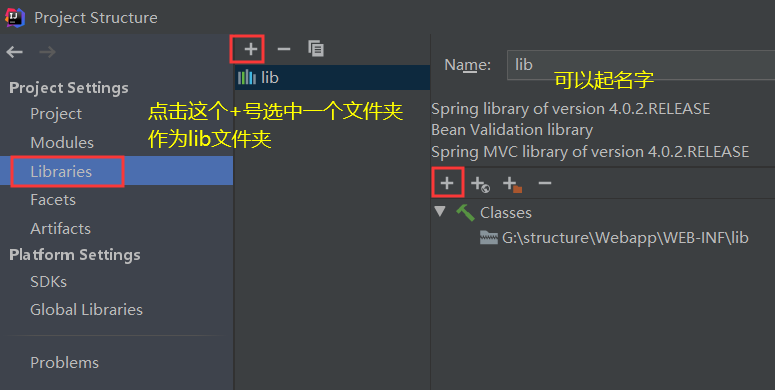 Project Structure
Project Settings
Project
Modules
Libraries
Facets
Artifacts
Platform Settings
SDKs
Global Libraries
Problems
lib
点击这个+号选中一个文件夹
作为lib文件夹
Name: lib
可以起名字
Spring library of version 4.0.2.RELEASE
Bean Validation library
Spring MVC library of version 4.0.2.RELEASE
Classes
G:\structure\Webapp\WEB-INF\lib